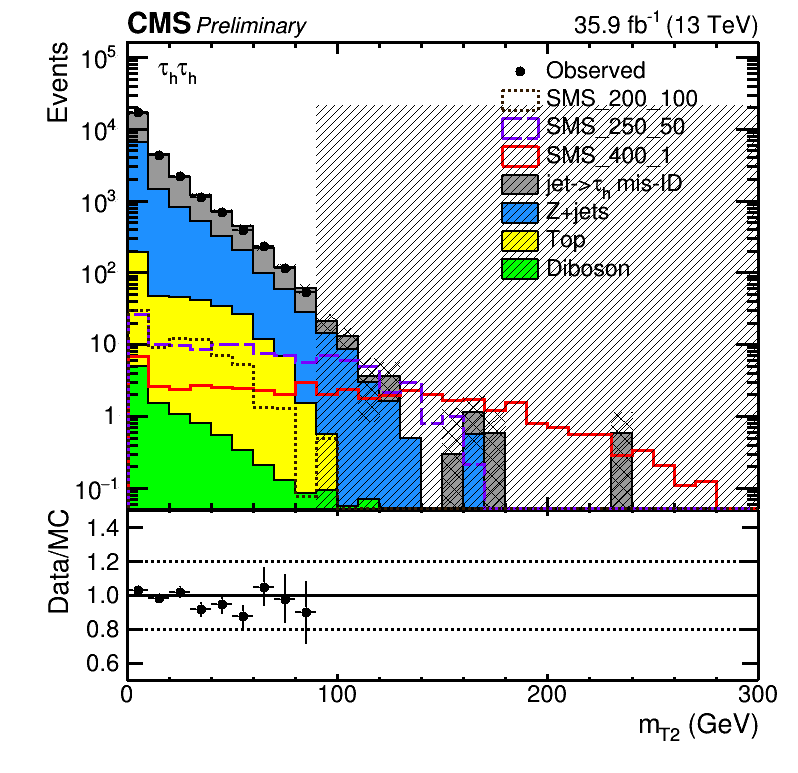 CMS Preliminary 35.9 fb⁻¹ (13 TeV)
Events
10⁵
10⁴
10³
10²
10
1
10⁻¹
τₕτₕ
Observed
SMS_200_100
SMS_250_50
SMS_400_1
jet->τₕ mis-ID
Z+jets
Top
Diboson
Data/MC
1.4
1.2
1.0
0.8
0.6
0 100 200 300
m_T2 (GeV)